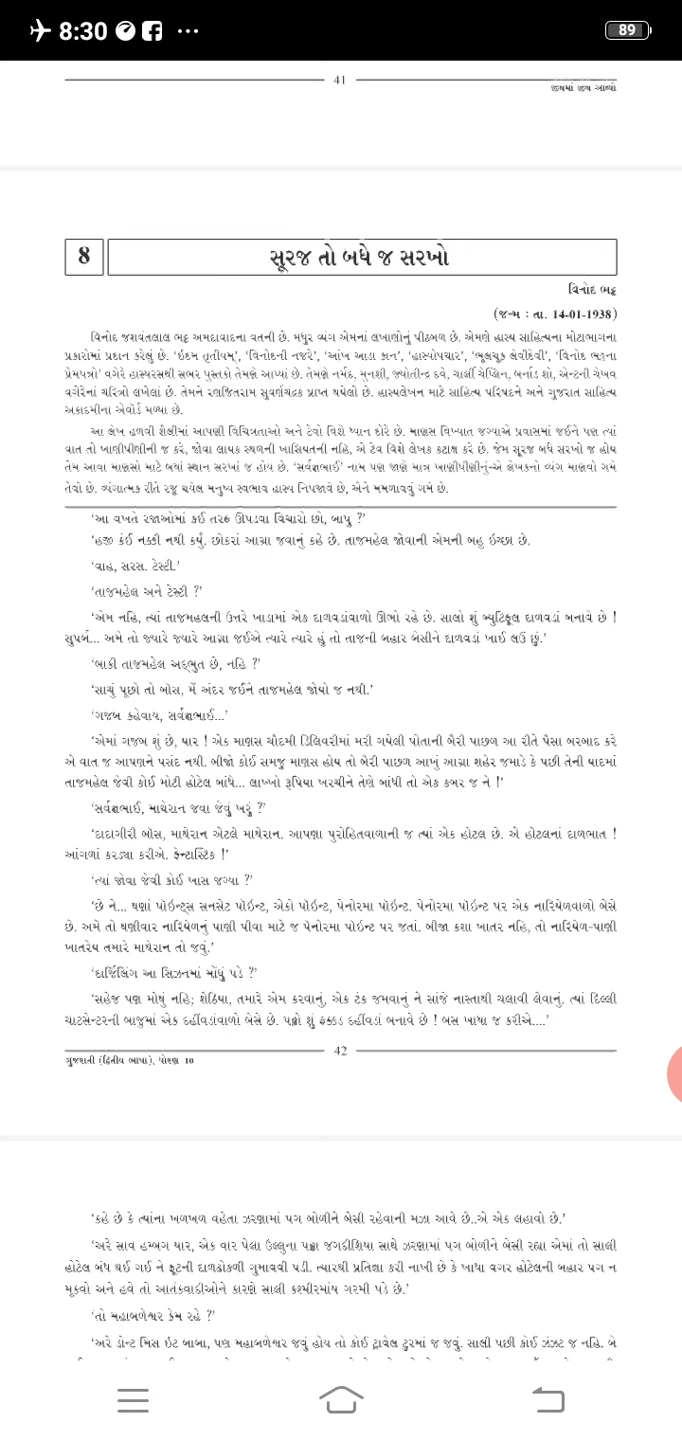 8:30
89
41
જીવમાં જીવ આવ્યો
8
સૂરજ તો બધે જ સરખો
વિનોદ ભટ્ટ
(જન્મ : તા. 14-01-1938)
વિનોદ જશવંતલાલ ભટ્ટ અમદાવાદના વતની છે. મધુર વ્યંગ એમનાં લખાણોનું પીઠબળ છે. એમણે હાસ્ય સાહિત્યના મોટાભાગના
પ્રકારોમાં પ્રદાન કરેલું છે. ‘ઇદમ તૃતીયમ્’, ‘વિનોદની નજરે’, ‘આંખ આડા કાન’, ‘હાસ્યોપચાર’, ‘ભૂલચૂક લેવીદેવી’, ‘વિનોદ ભટ્ટના
પ્રેમપત્રો’ વગેરે હાસ્યરસથી સભર પુસ્તકો તેમણે આપ્યાં છે. તેમણે નર્મદ, મુનશી, જ્યોતીન્દ્ર દવે, ચાર્લી ચેપ્લિન, બર્નાર્ડ શો, એન્ટની ચેખવ
વગેરેનાં ચરિત્રો લખેલાં છે. તેમને રણજિતરામ સુવર્ણચંદ્રક પ્રાપ્ત થયેલો છે. હાસ્યલેખન માટે સાહિત્ય પરિષદને અને ગુજરાત સાહિત્ય
અકાદમીના એવોર્ડ મળ્યા છે.
આ લેખ હળવી શૈલીમાં આપણી વિચિત્રતાઓ અને ટેવો વિશે ધ્યાન દોરે છે. માણસ વિખ્યાત જગ્યાએ પ્રવાસમાં જઈને પણ ત્યાં
વાત તો ખાણીપીણીની જ કરે, જોવા લાયક સ્થળની ખાસિયતની નહિ, એ ટેવ વિશે લેખક કટાક્ષ કરે છે. જેમ સૂરજ બધે સરખો જ હોય
તેમ આવા માણસો માટે બધાં સ્થાન સરખાં જ હોય છે. ‘સર્વજ્ઞભાઈ’ નામ પણ જાણે માત્ર ખાણીપીણીનું-એ લેખકનો વ્યંગ માણવો ગમે
તેવો છે. વ્યંગાત્મક રીતે રજૂ થયેલ મનુષ્ય સ્વભાવ હાસ્ય નિપજાવે છે, એને મમળાવવું ગમે છે.
‘આ વખતે રજાઓમાં કઈ તરફ ઊપડવા વિચારો છો, બાપુ ?’
‘હજી કંઈ નક્કી નથી કર્યું. છોકરાં આગ્રા જવાનું કહે છે. તાજમહેલ જોવાની એમની બહુ ઇચ્છા છે.
‘વાહ, સરસ. ટેસ્ટી.’
‘તાજમહેલ અને ટેસ્ટી ?’
‘એમ નહિ, ત્યાં તાજમહલની ઉત્તરે ખાડામાં એક દાળવડાંવાળો ઊભો રહે છે. સાલો શું બ્યુટિફૂલ દાળવડાં બનાવે છે !
સુપર્બ... અમે તો જ્યારે જ્યારે આગ્રા જઈએ ત્યારે ત્યારે હું તો તાજની બહાર બેસીને દાળવડાં ખાઈ લઉં છું.’
‘બાકી તાજમહેલ અદ્ભુત છે, નહિ ?’
‘સાચું પૂછો તો બોસ, મેં અંદર જઈને તાજમહેલ જોયો જ નથી.’
‘ગજબ કહેવાય, સર્વજ્ઞભાઈ...’
‘એમાં ગજબ શું છે, યાર ! એક માણસ ચૌદમી ડિલિવરીમાં મરી ગયેલી પોતાની બૈરી પાછળ આ રીતે પૈસા બરબાદ કરે
એ વાત જ આપણને પસંદ નથી. બીજો કોઈ સમજુ માણસ હોય તો બૈરી પાછળ આખું આગ્રા શહેર જમાડે કે પછી તેની યાદમાં
તાજમહેલ જેવી કોઈ મોટી હોટેલ બાંધે... લાખ્ખો રૂપિયા ખરચીને તેણે બાંધી તો એક કબર જ ને !’
‘સર્વજ્ઞભાઈ, માથેરાન જવા જેવું ખરું ?’
‘દાદાગીરી બોસ, માથેરાન એટલે માથેરાન. આપણા પુરોહિતવાળાની જ ત્યાં એક હોટલ છે. એ હોટલનાં દાળભાત !
આંગળાં કરડ્યા કરીએ. ફેન્ટાસ્ટિક !’
‘ત્યાં જોવા જેવી કોઈ ખાસ જગ્યા ?’
‘છે ને... ઘણાં પૉઇન્ટ્સ સનસેટ પૉઇન્ટ, એકો પૉઇન્ટ, પેનોરમા પૉઇન્ટ. પેનોરમા પૉઇન્ટ પર એક નારિયેળવાળો બેસે
છે. અમે તો ઘણીવાર નારિયેળનું પાણી પીવા માટે જ પેનોરમા પૉઇન્ટ પર જતાં. બીજા કશા ખાતર નહિ, તો નારિયેળ-પાણી
ખાતરેય તમારે માથેરાન તો જવું.’
‘દાર્જિલિંગ આ સિઝનમાં મોંઘું પડે ?’
‘સહેજ પણ મોંઘું નહિ; શેઠિયા, તમારે એમ કરવાનું, એક ટંક જમવાનું ને સાંજે નાસ્તાથી ચલાવી લેવાનું. ત્યાં દિલ્લી
ચાટસેન્ટરની બાજુમાં એક દહીંવડાંવાળો બેસે છે. પઠ્ઠો શું ફક્કડ દહીંવડાં બનાવે છે ! બસ ખાધા જ કરીએ....’
42
ગુજરાતી (દ્વિતીય ભાષા), ધોરણ 10
‘કહે છે કે ત્યાંના ખળખળ વહેતા ઝરણામાં પગ બોળીને બેસી રહેવાની મઝા આવે છે..એ એક લહાવો છે.’
‘અરે સાવ હમ્બગ યાર, એક વાર પેલા ઉલ્લુના પઠ્ઠા જગદીશિયા સાથે ઝરણામાં પગ બોળીને બેસી રહ્યા એમાં તો સાલી
હોટેલ બંધ થઈ ગઈ ને ફ્રૂટની દાળઢોકળી ગુમાવવી પડી. ત્યારથી પ્રતિજ્ઞા કરી નાખી છે કે ખાધા વગર હોટેલની બહાર પગ ન
મૂકવો અને હવે તો આતંકવાદીઓને કારણે સાલી કશ્મીરમાંય ગરમી પડે છે.’
‘તો મહાબળેશ્વર કેમ રહે ?’
‘અરે ડોન્ટ મિસ ઇટ બાબા, પણ મહાબળેશ્વર જવું હોય તો કોઈ ટ્રાવેલ ટુરમાં જ જવું. સાલી પછી કોઈ ઝંઝટ જ નહિ. બે